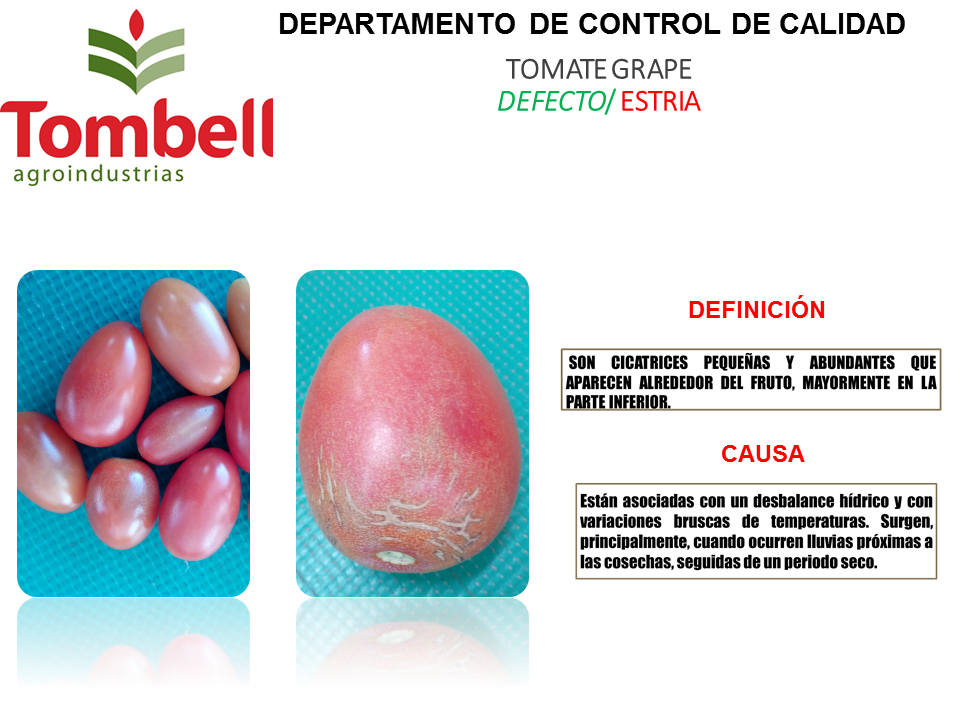 DEPARTAMENTO DE CONTROL DE CALIDAD
TOMATE GRAPE
DEFECTO/ ESTRIA
Tombell
agroindustrias
DEFINICIÓN
SON CICATRICES PEQUEÑAS Y ABUNDANTES QUE
APARECEN ALREDEDOR DEL FRUTO, MAYORMENTE EN LA
PARTE INFERIOR.
CAUSA
Están asociadas con un desbalance hídrico y con
variaciones bruscas de temperaturas. Surgen,
principalmente, cuando ocurren lluvias próximas a
las cosechas, seguidas de un periodo seco.